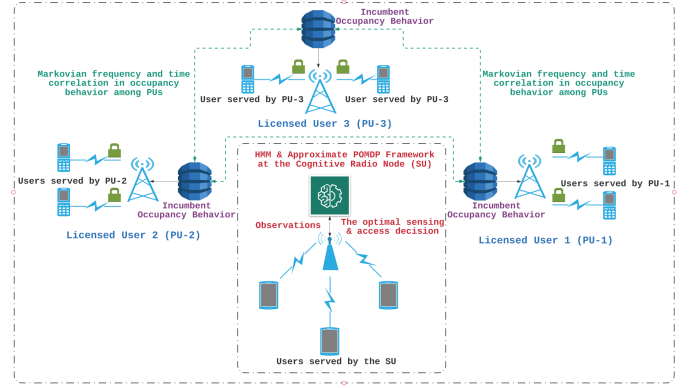 Incumbent
Occupancy Behavior
Markovian frequency and time
correlation in occupancy
behavior among PUs
Markovian frequency and time
correlation in occupancy
behavior among PUs
User served by PU-3
User served by PU-3
Licensed User 3 (PU-3)
HMM & Approximate POMDP Framework
at the Cognitive Radio Node (SU)
Users served by PU-2
Users served by PU-1
Incumbent
Occupancy Behavior
Incumbent
Occupancy Behavior
Observations
The optimal sensing
& access decision
Licensed User 2 (PU-2)
Licensed User 1 (PU-1)
Users served by the SU